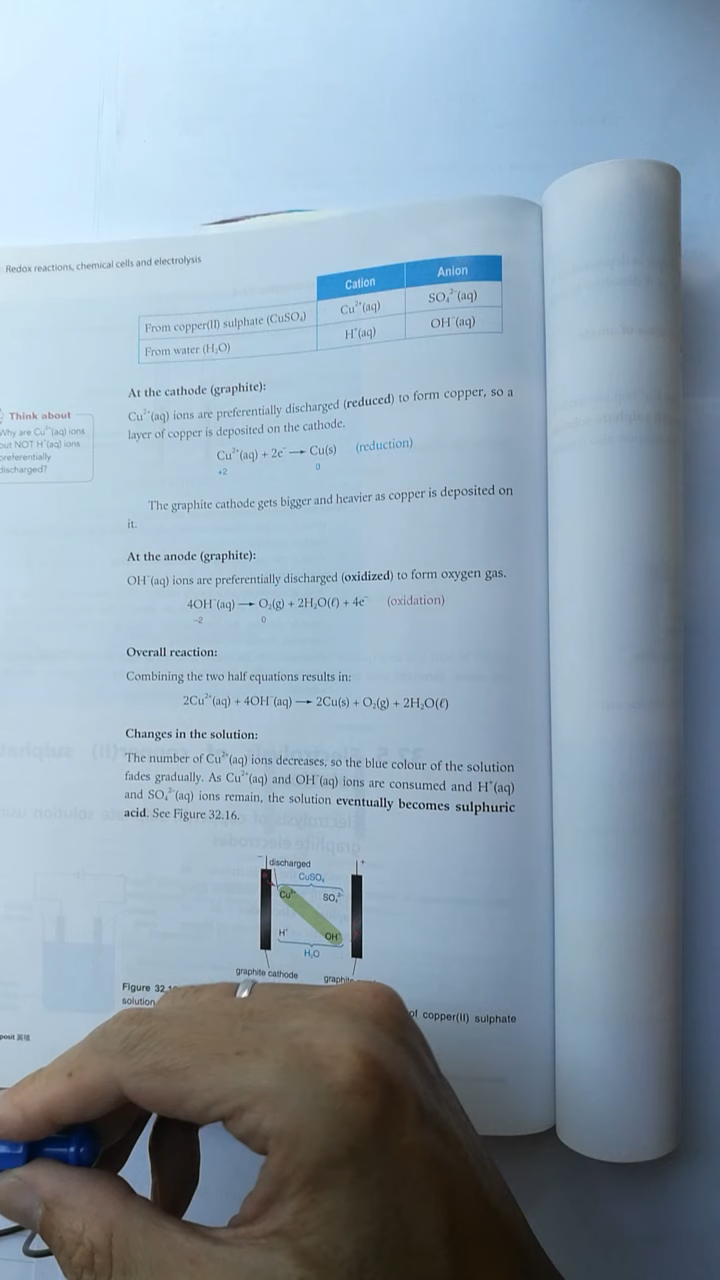 Redox reactions, chemical cells and electrolysis
Cation Anion
From copper(II) sulphate (CuSO₄) Cu²⁺(aq) SO₄²⁻(aq)
From water (H₂O) H⁺(aq) OH⁻(aq)
Think about
Why are Cu²⁺(aq) ions
but NOT H⁺(aq) ions
preferentially
discharged?
At the cathode (graphite):
Cu²⁺(aq) ions are preferentially discharged (reduced) to form copper, so a
layer of copper is deposited on the cathode.
Cu²⁺(aq) + 2e⁻ → Cu(s) (reduction)
+2 0
The graphite cathode gets bigger and heavier as copper is deposited on
it.
At the anode (graphite):
OH⁻(aq) ions are preferentially discharged (oxidized) to form oxygen gas.
4OH⁻(aq) → O₂(g) + 2H₂O(ℓ) + 4e⁻ (oxidation)
−2 0
Overall reaction:
Combining the two half equations results in:
2Cu²⁺(aq) + 4OH⁻(aq) → 2Cu(s) + O₂(g) + 2H₂O(ℓ)
Changes in the solution:
The number of Cu²⁺(aq) ions decreases, so the blue colour of the solution
fades gradually. As Cu²⁺(aq) and OH⁻(aq) ions are consumed and H⁺(aq)
and SO₄²⁻(aq) ions remain, the solution eventually becomes sulphuric
acid. See Figure 32.16.
− discharged +
CuSO₄
Cu²⁺ SO₄²⁻
H⁺ OH⁻
H₂O
graphite cathode graphite
Figure 32.
solution of copper(II) sulphate